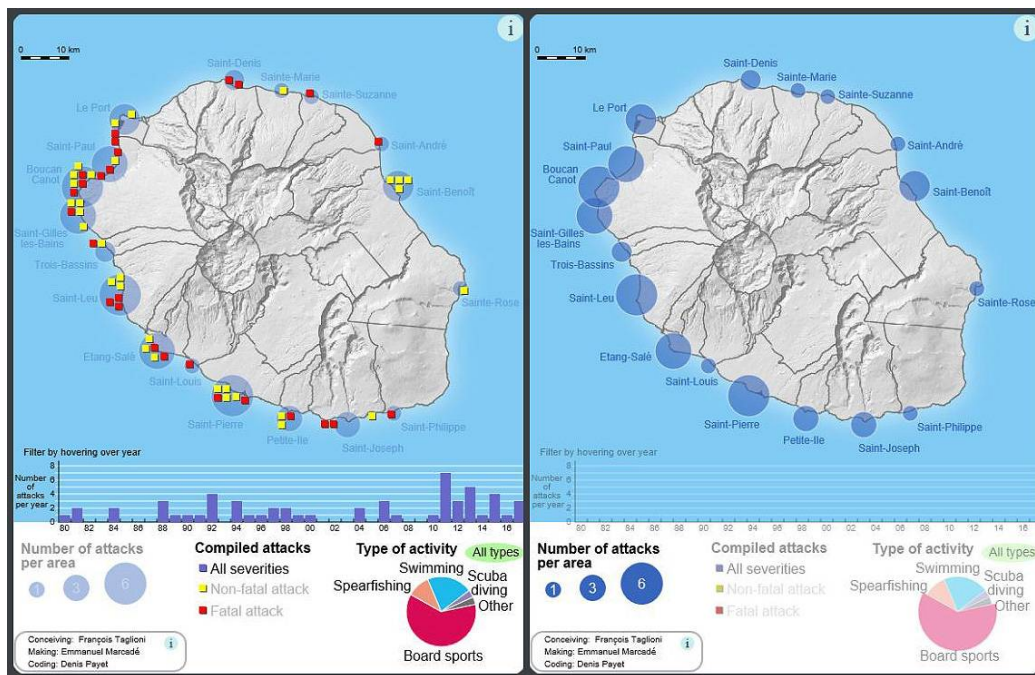 i
0 10 km
Saint-Denis
Sainte-Marie
Sainte-Suzanne
Le Port
Saint-Paul
Saint-André
Boucan
Canot
Saint-Benoît
Saint-Gilles
les-Bains
Trois-Bassins
Saint-Leu
Sainte-Rose
Etang-Salé
Saint-Louis
Saint-Pierre
Petite-Ile
Saint-Joseph
Saint-Philippe
Filter by hovering over year
Number
of
attacks
per year
8
6
4
2
0
80 82 84 86 88 90 92 94 96 98 00 02 04 06 08 10 12 14 16
Number of attacks
per area
1 3 6
Compiled attacks
All severities
Non-fatal attack
Fatal attack
Type of activity
All types
Swimming
Spearfishing
Scuba
diving
Other
Board sports
Conceiving: François Taglioni
Making: Emmanuel Marcadé
Coding: Denis Payet
i
i
0 10 km
Saint-Denis
Sainte-Marie
Sainte-Suzanne
Le Port
Saint-Paul
Saint-André
Boucan
Canot
Saint-Benoît
Saint-Gilles
les-Bains
Trois-Bassins
Saint-Leu
Sainte-Rose
Etang-Salé
Saint-Louis
Saint-Pierre
Petite-Ile
Saint-Joseph
Saint-Philippe
Filter by hovering over year
Number
of
attacks
per year
8
6
4
2
0
80 82 84 86 88 90 92 94 96 98 00 02 04 06 08 10 12 14 16
Number of attacks
per area
1 3 6
Compiled attacks
All severities
Non-fatal attack
Fatal attack
Type of activity
All types
Swimming
Spearfishing
Scuba
diving
Other
Board sports
Conceiving: François Taglioni
Making: Emmanuel Marcadé
Coding: Denis Payet
i